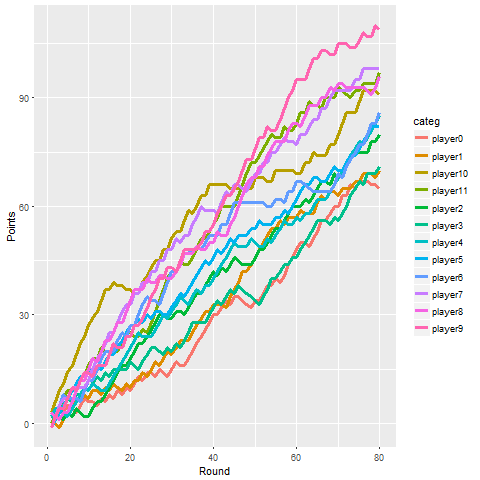 90
60
30
0
0
20
40
60
80
Round
Points
categ
player0
player1
player10
player11
player2
player3
player4
player5
player6
player7
player8
player9